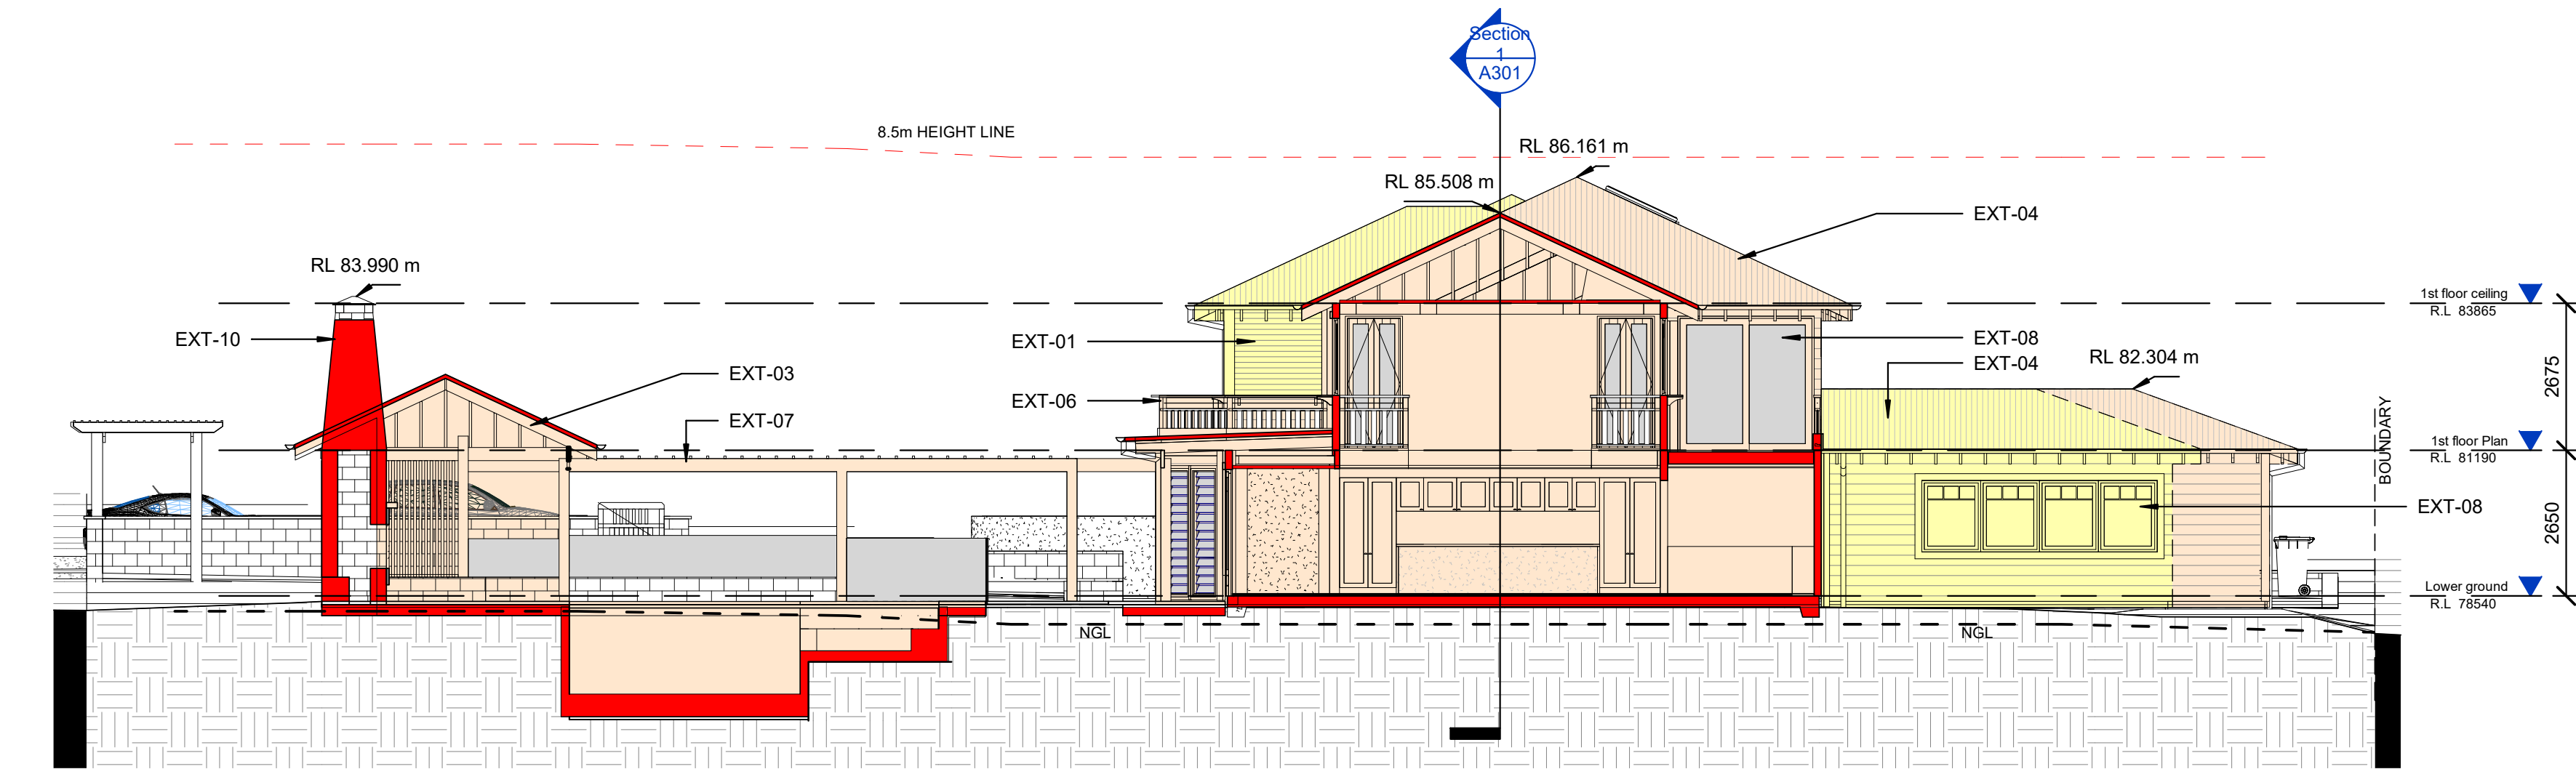 Section
1
A301
8.5m HEIGHT LINE
RL 86.161 m
RL 85.508 m
EXT-04
RL 83.990 m
1st floor ceiling
R.L 83865
EXT-10
EXT-01
EXT-08
EXT-04
RL 82.304 m
EXT-03
EXT-06
EXT-07
2675
BOUNDARY
1st floor Plan
R.L 81190
EXT-08
2650
Lower ground
R.L 78540
NGL
NGL